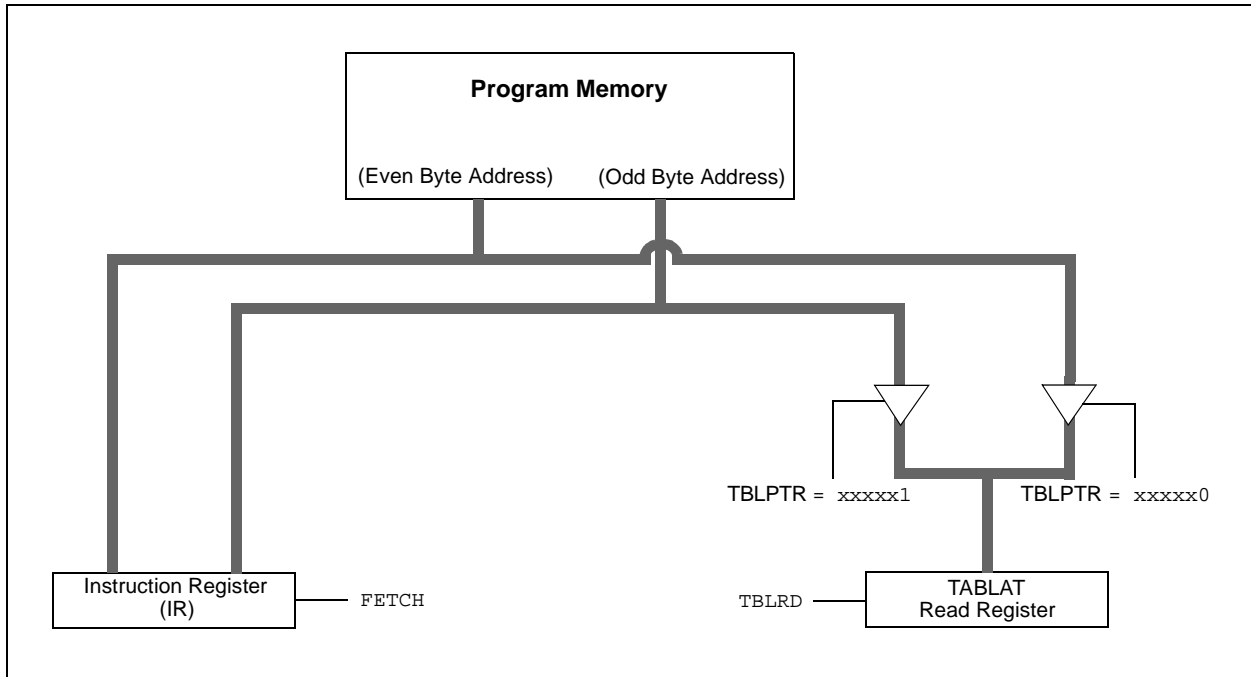 Program Memory
(Even Byte Address)
(Odd Byte Address)
TBLPTR = xxxxx1
TBLPTR = xxxxx0
Instruction Register
(IR)
FETCH
TBLRD
TABLAT
Read Register